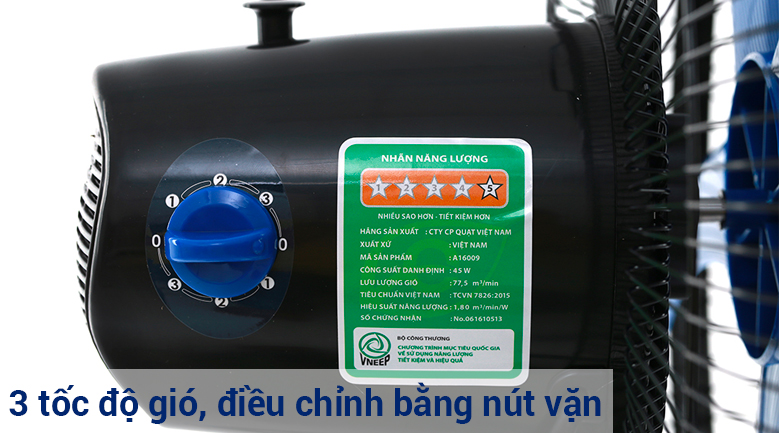 2
1 3
0 0
3 1
2
NHÃN NĂNG LƯỢNG
1 2 3 4 5
NHIỀU SAO HƠN - TIẾT KIỆM HƠN
HÃNG SẢN XUẤT : CTY CP QUẠT VIỆT NAM
XUẤT XỨ : VIỆT NAM
MÃ SẢN PHẨM : A16009
CÔNG SUẤT DANH ĐỊNH : 45 W
LƯU LƯỢNG GIÓ : 77,5 m³/min
TIÊU CHUẨN VIỆT NAM : TCVN 7826:2015
HIỆU SUẤT NĂNG LƯỢNG : 1,80 m³/min/W
SỐ CHỨNG NHẬN : No.061610513
BỘ CÔNG THƯƠNG
CHƯƠNG TRÌNH MỤC TIÊU QUỐC GIA
VỀ SỬ DỤNG NĂNG LƯỢNG
TIẾT KIỆM VÀ HIỆU QUẢ
VNEEP
3 tốc độ gió, điều chỉnh bằng nút vặn